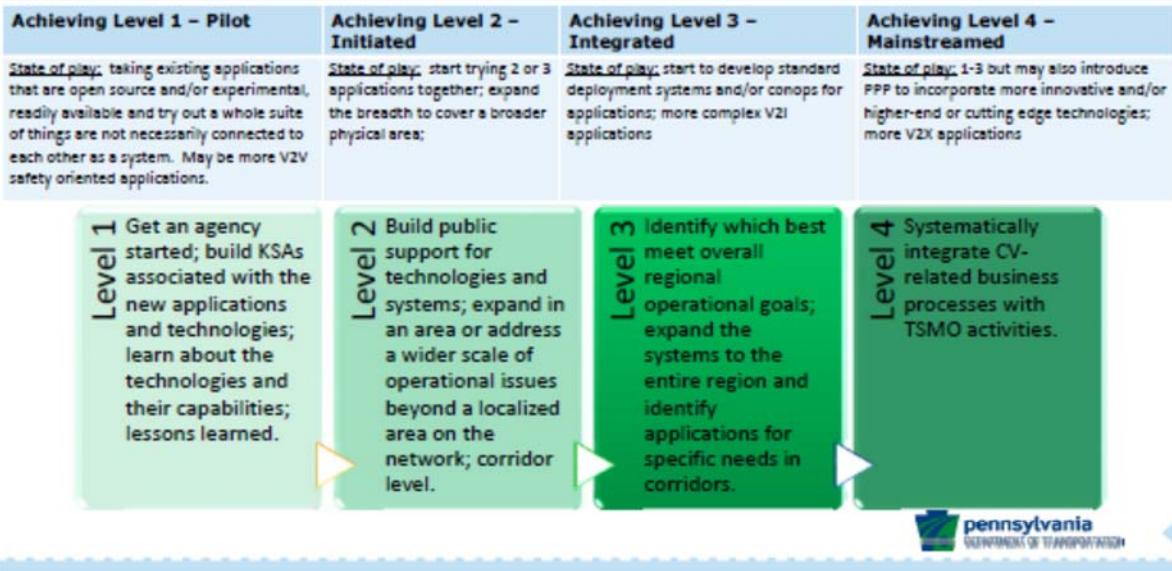 Achieving Level 1 – Pilot
Achieving Level 2 –
Initiated
Achieving Level 3 –
Integrated
Achieving Level 4 –
Mainstreamed
State of play: taking existing applications
that are open source and/or experimental,
readily available and try out a whole suite
of things are not necessarily connected to
each other as a system. May be more V2V
safety oriented applications.
State of play: start trying 2 or 3
applications together; expand
the breadth to cover a broader
physical area;
State of play: start to develop standard
deployment systems and/or conops for
applications; more complex V2I
applications
State of play: 1-3 but may also introduce
PPP to incorporate more innovative and/or
higher-end or cutting edge technologies;
more V2X applications
Level 1
Get an agency
started; build KSAs
associated with the
new applications
and technologies;
learn about the
technologies and
their capabilities;
lessons learned.
Level 2
Build public
support for
technologies and
systems; expand in
an area or address
a wider scale of
operational issues
beyond a localized
area on the
network; corridor
level.
Level 3
Identify which best
meet overall
regional
operational goals;
expand the
systems to the
entire region and
identify
applications for
specific needs in
corridors.
Level 4
Systematically
integrate CV-
related business
processes with
TSMO activities.
pennsylvania
DEPARTMENT OF TRANSPORTATION